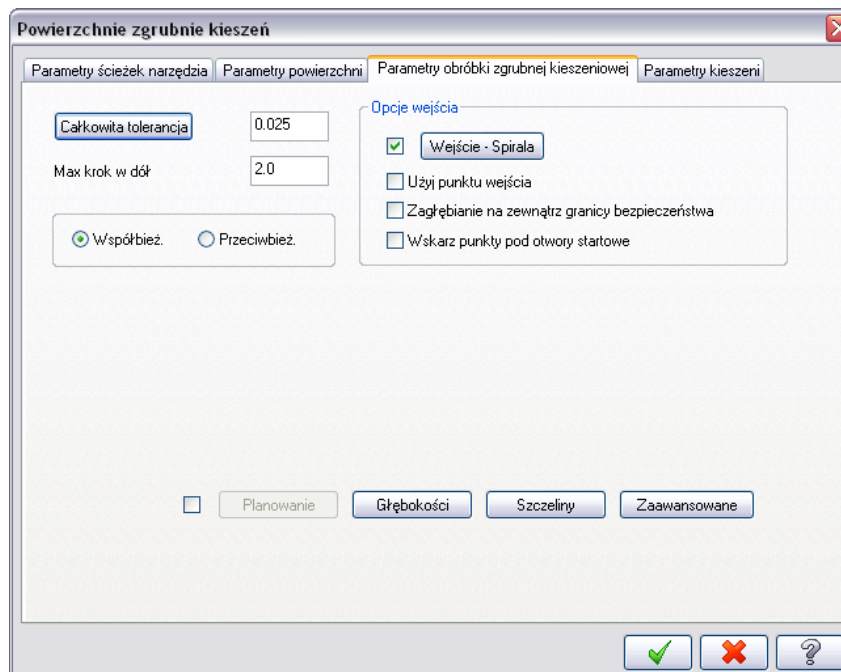 Powierzchnie zgrubnie kieszeń
Parametry ścieżek narzędzia Parametry powierzchni Parametry obróbki zgrubnej kieszeniowej Parametry kieszeni
Całkowita tolerancja 0.025
Max krok w dół 2.0
Współbież. Przeciwbież.
Opcje wejścia
Wejście - Spirala
Użyj punktu wejścia
Zagłębianie na zewnątrz granicy bezpieczeństwa
Wskarz punkty pod otwory startowe
Planowanie Głębokości Szczeliny Zaawansowane